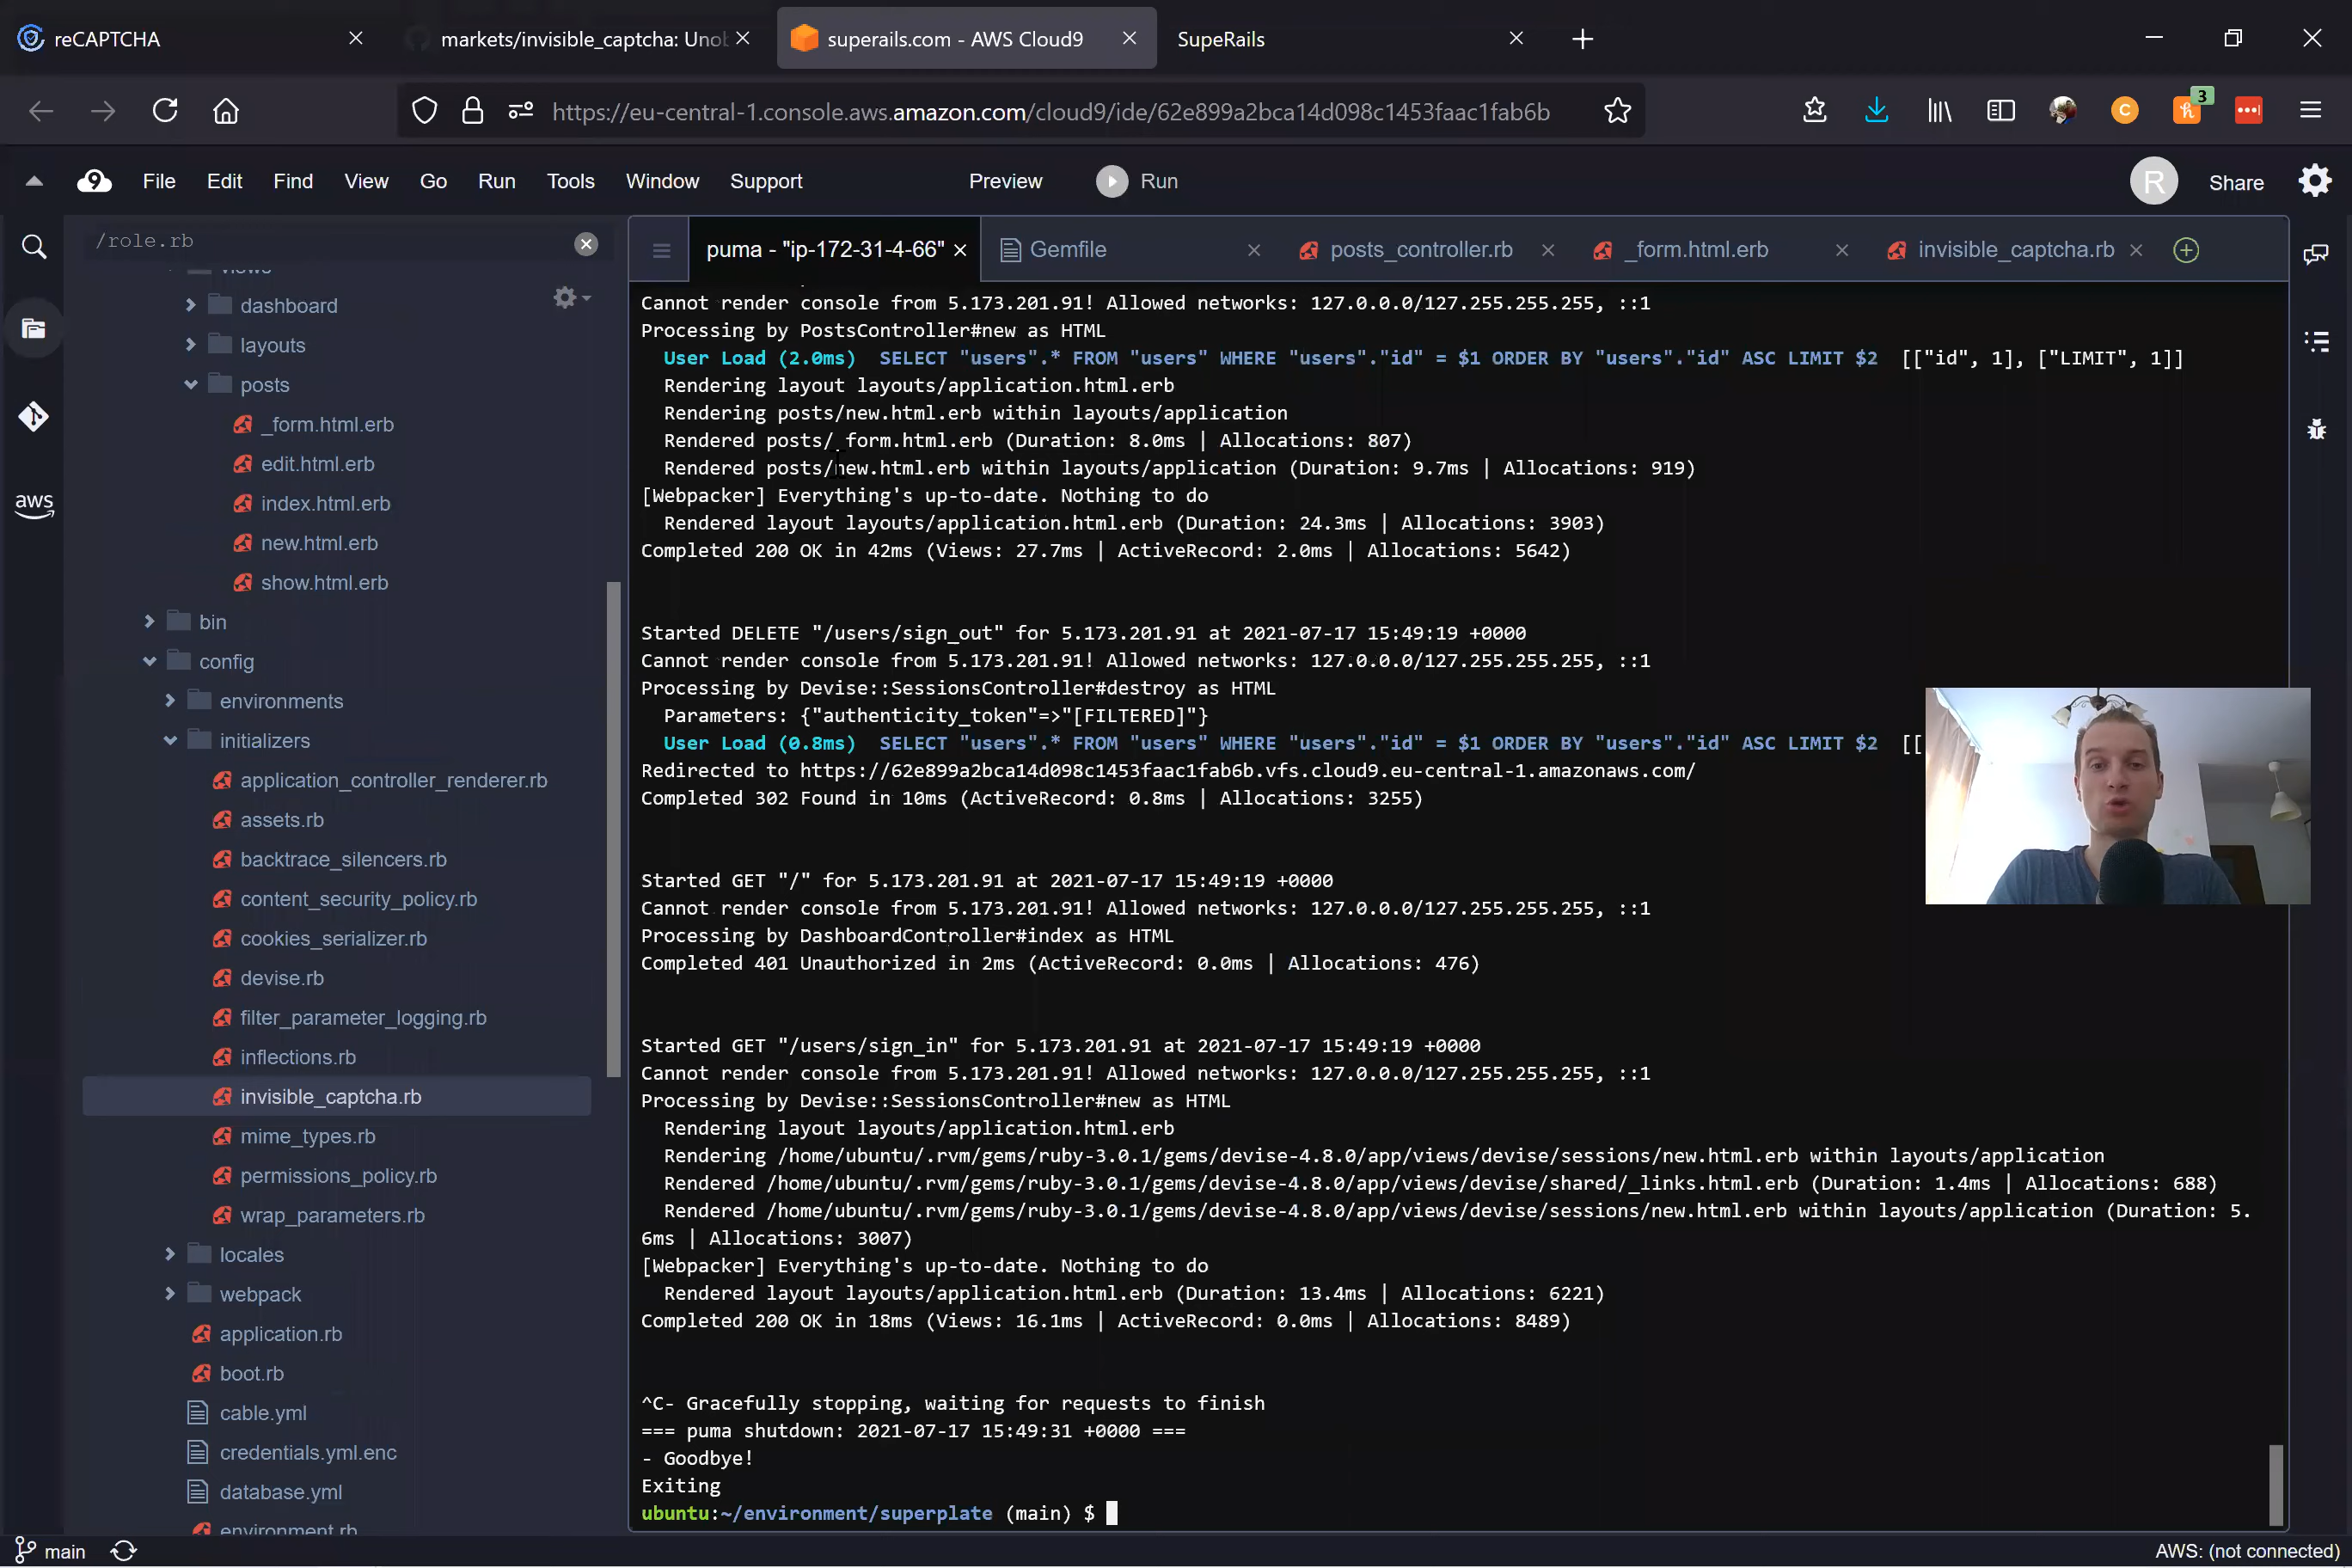 reCAPTCHA
markets/invisible_captcha: Unob
superails.com - AWS Cloud9
SupeRails
https://eu-central-1.console.aws.amazon.com/cloud9/ide/62e899a2bca14d098c1453faac1fab6b
3
9 File Edit Find View Go Run Tools Window Support Preview Run
R Share
/role.rb
views
dashboard
layouts
posts
_form.html.erb
edit.html.erb
index.html.erb
new.html.erb
show.html.erb
bin
config
environments
initializers
application_controller_renderer.rb
assets.rb
backtrace_silencers.rb
content_security_policy.rb
cookies_serializer.rb
devise.rb
filter_parameter_logging.rb
inflections.rb
invisible_captcha.rb
mime_types.rb
permissions_policy.rb
wrap_parameters.rb
locales
webpack
application.rb
boot.rb
cable.yml
credentials.yml.enc
database.yml
environment.rb
aws
puma - "ip-172-31-4-66" Gemfile posts_controller.rb _form.html.erb invisible_captcha.rb
Cannot render console from 5.173.201.91! Allowed networks: 127.0.0.0/127.255.255.255, ::1
Processing by PostsController#new as HTML
User Load (2.0ms) SELECT "users".* FROM "users" WHERE "users"."id" = $1 ORDER BY "users"."id" ASC LIMIT $2 [["id", 1], ["LIMIT", 1]]
Rendering layout layouts/application.html.erb
Rendering posts/new.html.erb within layouts/application
Rendered posts/_form.html.erb (Duration: 8.0ms | Allocations: 807)
Rendered posts/new.html.erb within layouts/application (Duration: 9.7ms | Allocations: 919)
[Webpacker] Everything's up-to-date. Nothing to do
Rendered layout layouts/application.html.erb (Duration: 24.3ms | Allocations: 3903)
Completed 200 OK in 42ms (Views: 27.7ms | ActiveRecord: 2.0ms | Allocations: 5642)
Started DELETE "/users/sign_out" for 5.173.201.91 at 2021-07-17 15:49:19 +0000
Cannot render console from 5.173.201.91! Allowed networks: 127.0.0.0/127.255.255.255, ::1
Processing by Devise::SessionsController#destroy as HTML
Parameters: {"authenticity_token"=>"[FILTERED]"}
User Load (0.8ms) SELECT "users".* FROM "users" WHERE "users"."id" = $1 ORDER BY "users"."id" ASC LIMIT $2 [[
Redirected to https://62e899a2bca14d098c1453faac1fab6b.vfs.cloud9.eu-central-1.amazonaws.com/
Completed 302 Found in 10ms (ActiveRecord: 0.8ms | Allocations: 3255)
Started GET "/" for 5.173.201.91 at 2021-07-17 15:49:19 +0000
Cannot render console from 5.173.201.91! Allowed networks: 127.0.0.0/127.255.255.255, ::1
Processing by DashboardController#index as HTML
Completed 401 Unauthorized in 2ms (ActiveRecord: 0.0ms | Allocations: 476)
Started GET "/users/sign_in" for 5.173.201.91 at 2021-07-17 15:49:19 +0000
Cannot render console from 5.173.201.91! Allowed networks: 127.0.0.0/127.255.255.255, ::1
Processing by Devise::SessionsController#new as HTML
Rendering layout layouts/application.html.erb
Rendering /home/ubuntu/.rvm/gems/ruby-3.0.1/gems/devise-4.8.0/app/views/devise/sessions/new.html.erb within layouts/application
Rendered /home/ubuntu/.rvm/gems/ruby-3.0.1/gems/devise-4.8.0/app/views/devise/shared/_links.html.erb (Duration: 1.4ms | Allocations: 688)
Rendered /home/ubuntu/.rvm/gems/ruby-3.0.1/gems/devise-4.8.0/app/views/devise/sessions/new.html.erb within layouts/application (Duration: 5.
6ms | Allocations: 3007)
[Webpacker] Everything's up-to-date. Nothing to do
Rendered layout layouts/application.html.erb (Duration: 13.4ms | Allocations: 6221)
Completed 200 OK in 18ms (Views: 16.1ms | ActiveRecord: 0.0ms | Allocations: 8489)
^C- Gracefully stopping, waiting for requests to finish
=== puma shutdown: 2021-07-17 15:49:31 +0000 ===
- Goodbye!
Exiting
ubuntu:~/environment/superplate (main) $
main
AWS: (not connected)